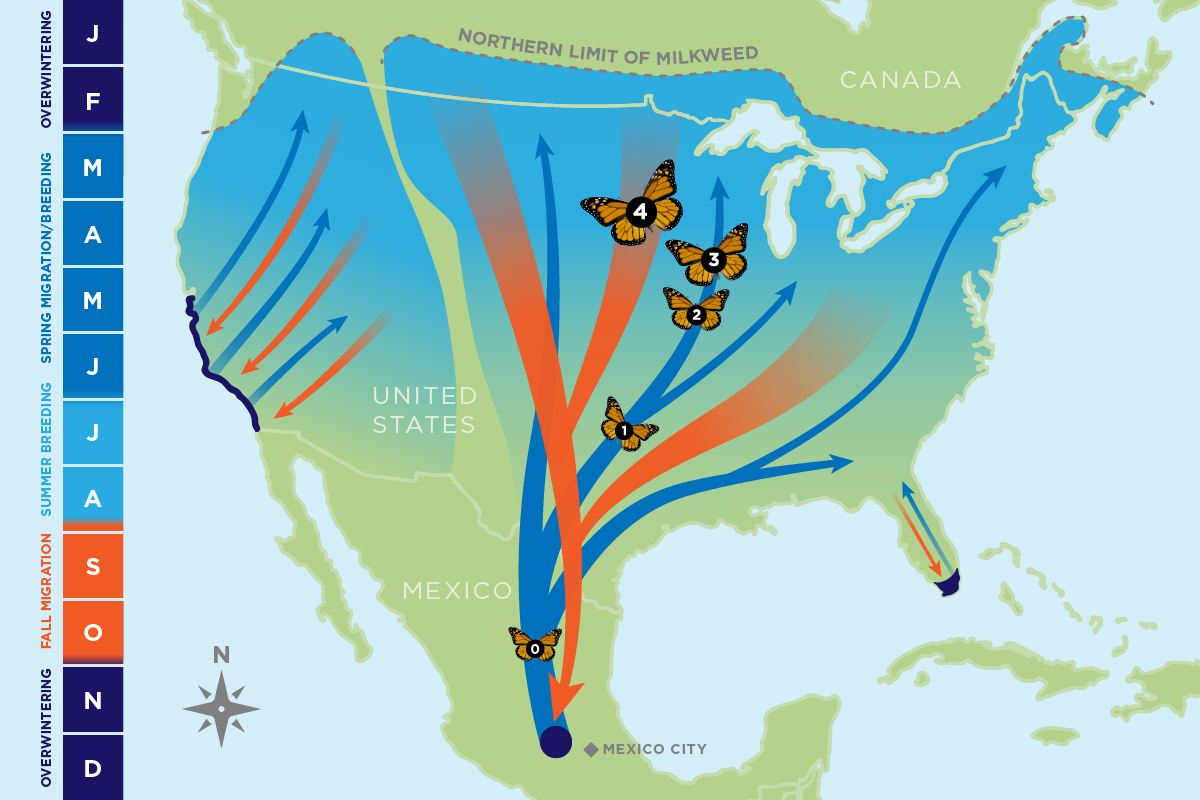 OVERWINTERING
SPRING MIGRATION/BREEDING
SUMMER BREEDING
FALL MIGRATION
OVERWINTERING
J
F
M
A
M
J
J
A
S
O
N
D
NORTHERN LIMIT OF MILKWEED
CANADA
4
3
2
UNITED
STATES
1
MEXICO
0
N
MEXICO CITY